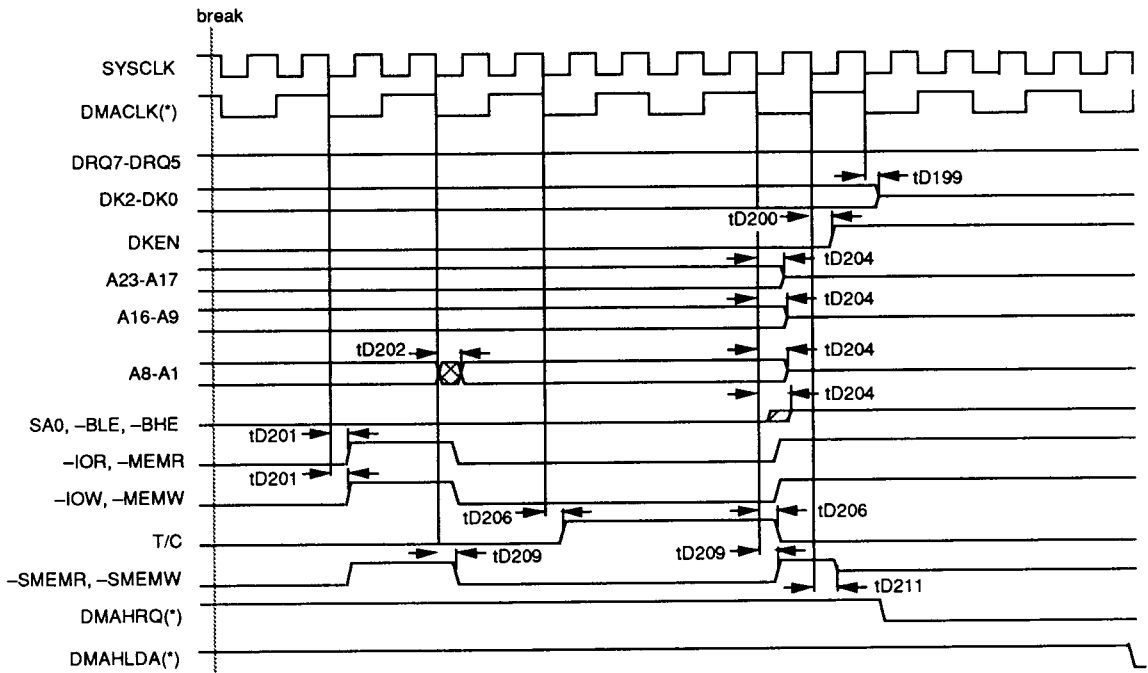 break
SYSCLK
DMACLK(*)
DRQ7-DRQ5
tD199
DK2-DK0
tD200
DKEN
tD204
A23-A17
tD204
A16-A9
tD202
tD204
A8-A1
tD204
SA0, –BLE, –BHE
tD201
–IOR, –MEMR
tD201
–IOW, –MEMW
tD206
tD206
T/C
tD209
tD209
–SMEMR, –SMEMW
tD211
DMAHRQ(*)
DMAHLDA(*)